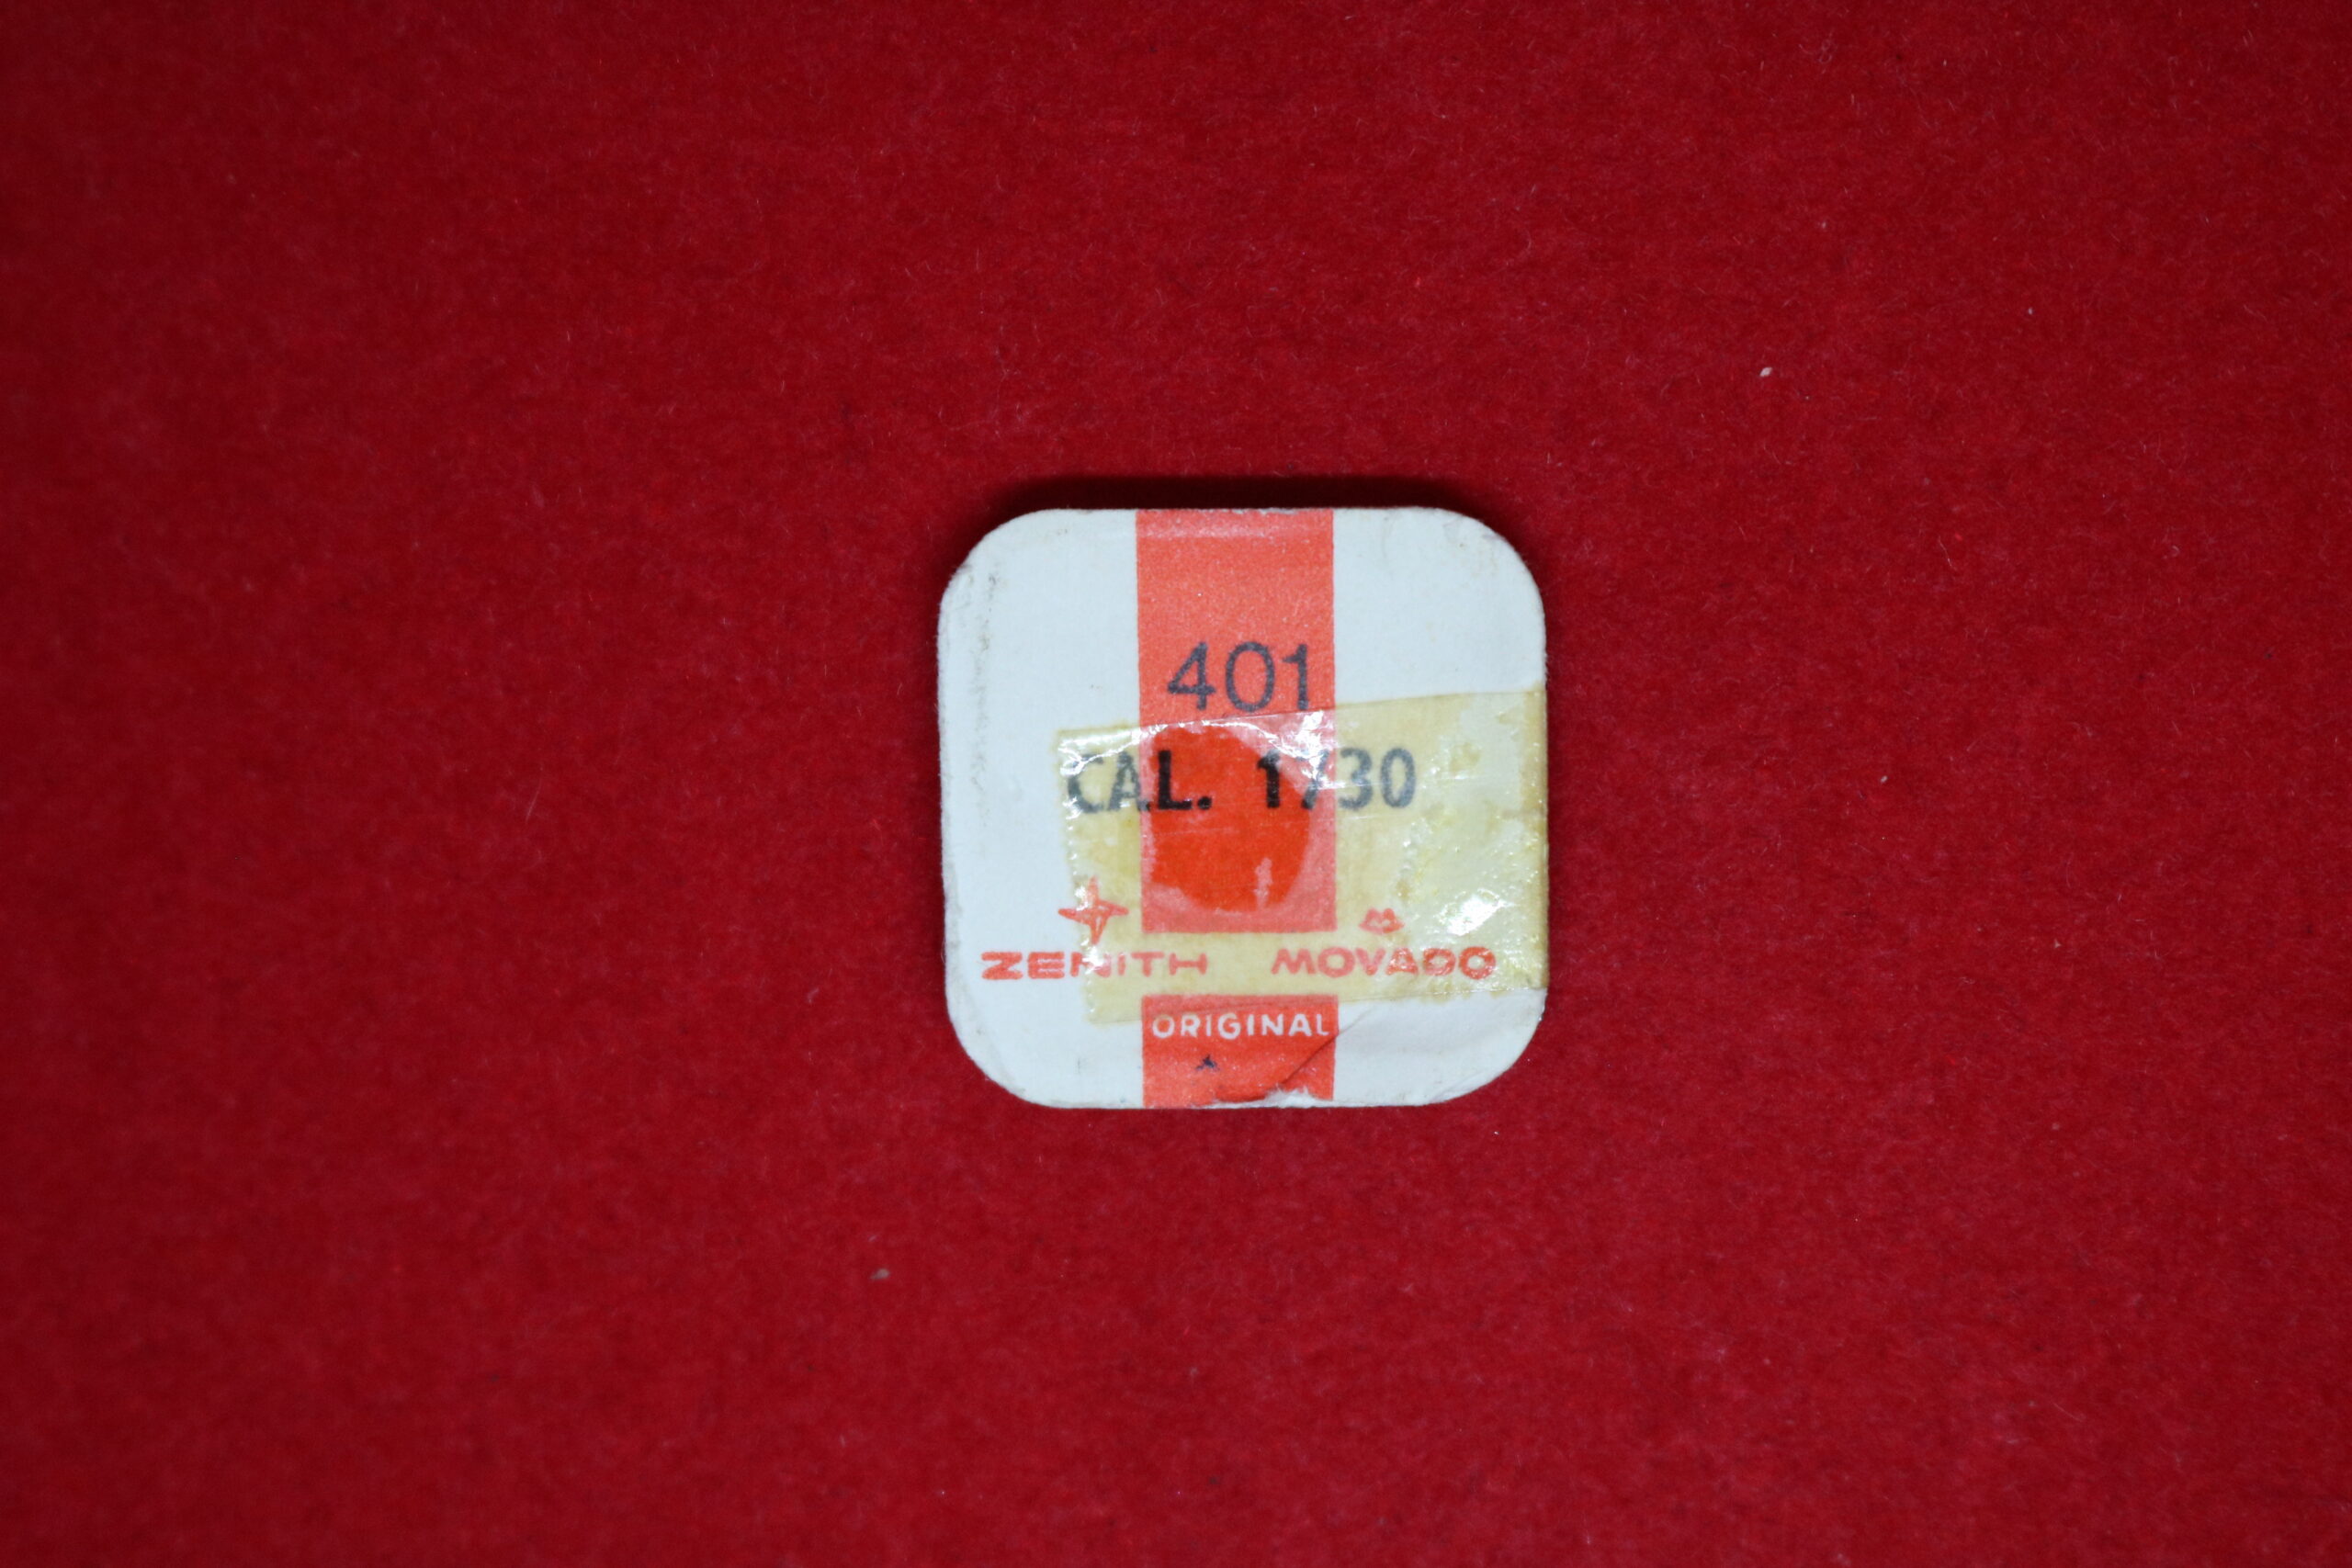 401
CAL. 1730
ZENITH MOVADO
ORIGINAL